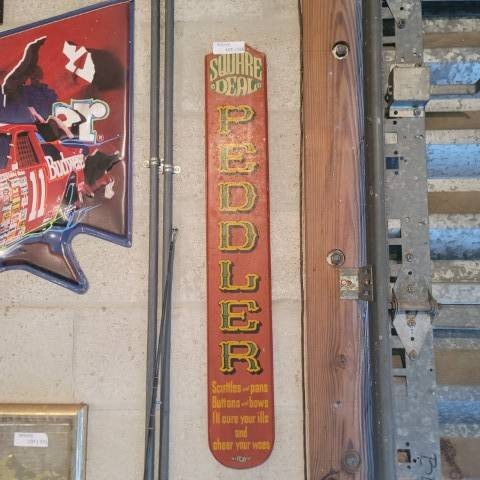 SQUARE
DEAL
PEDDLER
Scuttles and pans
Buttons and bows
I'll cure your ills
and
cheer your woes
Budweiser
11
er